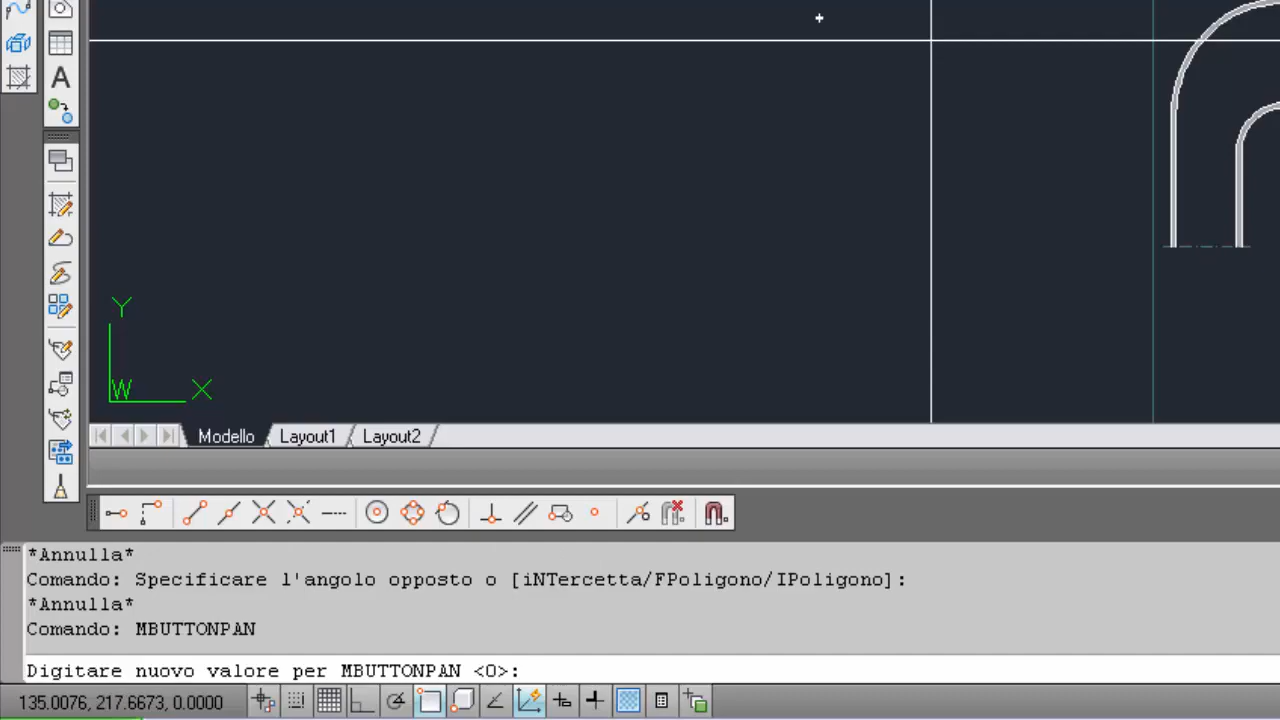 A
Y
W X
Modello Layout1 Layout2
*Annulla*
Comando: Specificare l'angolo opposto o [iNTercetta/FPoligono/IPoligono]:
*Annulla*
Comando: MBUTTONPAN
Digitare nuovo valore per MBUTTONPAN <0>:
135.0076, 217.6673, 0.0000